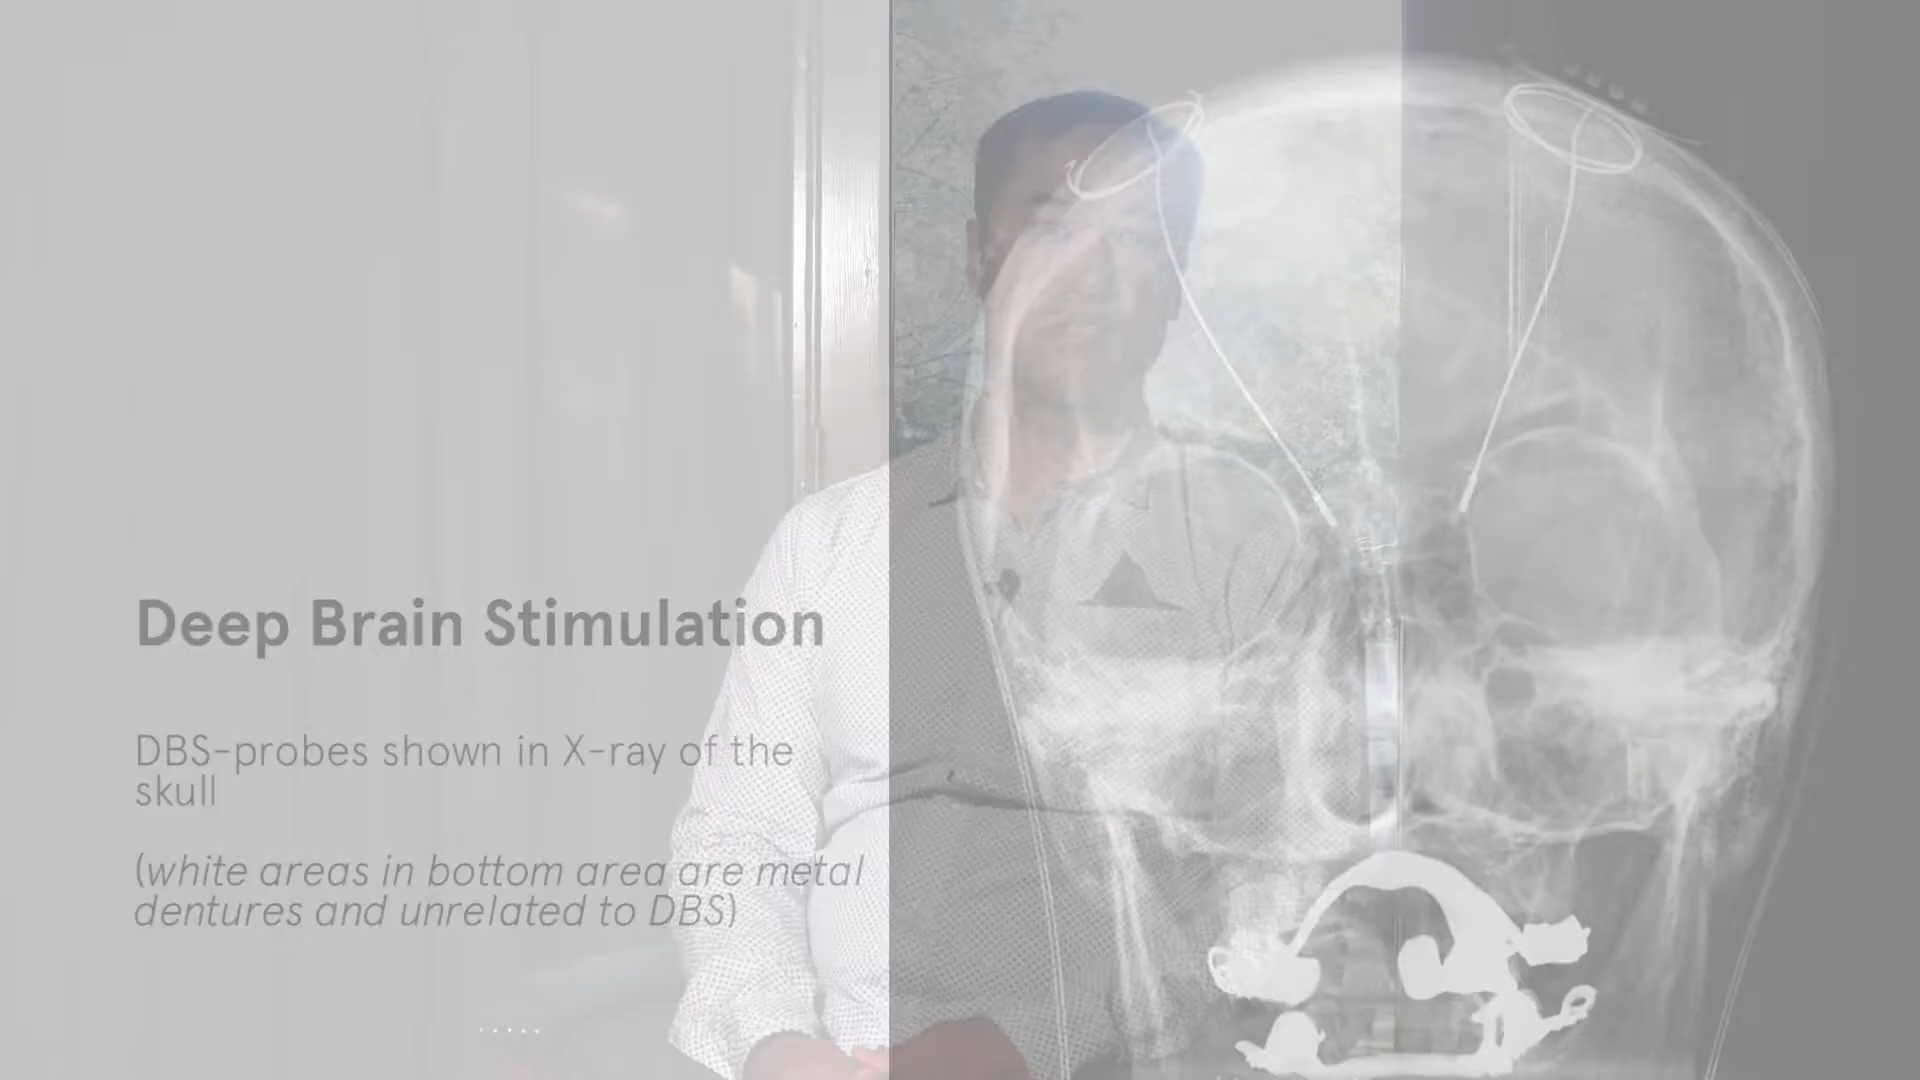 Deep Brain Stimulation
DBS-probes shown in X-ray of the
skull
(white areas in bottom area are metal
dentures and unrelated to DBS)